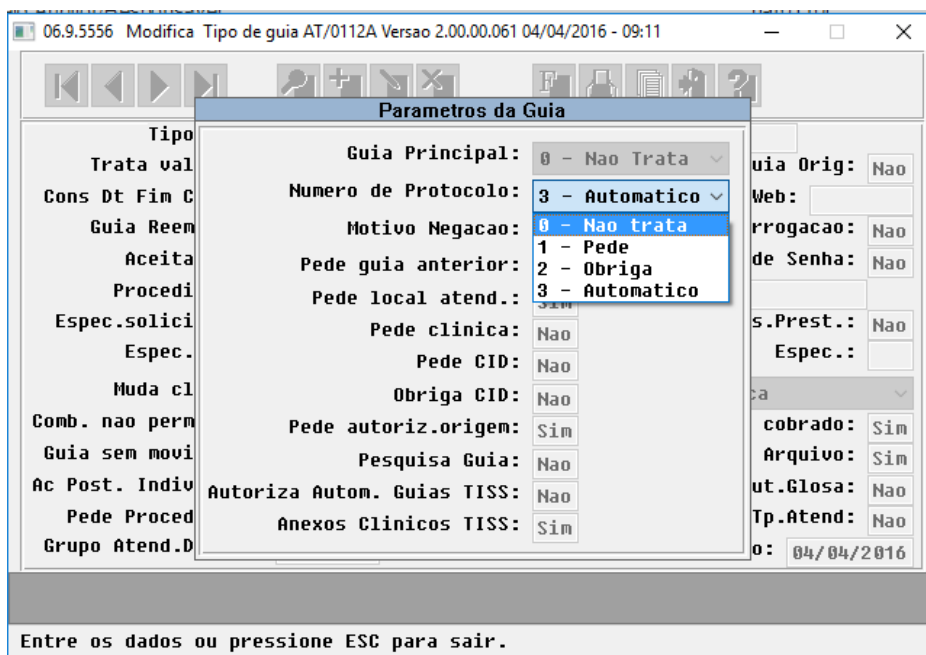 06.9.5556 Modifica Tipo de guia AT/0112A Versao 2.00.00.061 04/04/2016 - 09:11
Parametros da Guia
Tipo
Guia Principal: 0 - Nao Trata
Trata val
uia Orig: Nao
Numero de Protocolo: 3 - Automatico
Cons Dt Fim C
Web:
0 - Nao trata
1 - Pede
2 - Obriga
3 - Automatico
Guia Reem
Motivo Negacao:
rrogacao: Nao
Aceita
Pede guia anterior:
de Senha: Nao
Procedi
Pede local atend.: Sim
Espec.solici
Pede clinica: Nao
s.Prest.: Nao
Espec.
Pede CID: Nao
Espec.:
Muda cl
Obriga CID: Nao
ca
Comb. nao perm
Pede autoriz.origem: Sim
cobrado: Sim
Guia sem movi
Pesquisa Guia: Nao
Arquivo: Sim
Ac Post. Indiv
Autoriza Autom. Guias TISS: Nao
ut.Glosa: Nao
Pede Proced
Anexos Clinicos TISS: Sim
Tp.Atend: Nao
Grupo Atend.D
o: 04/04/2016
Entre os dados ou pressione ESC para sair.